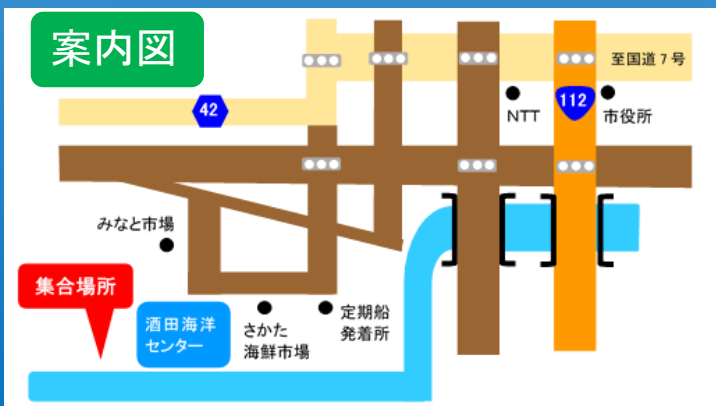 案内図
至国道7号
42
112
NTT
市役所
みなと市場
集合場所
酒田海洋
センター
さかた
海鮮市場
定期船
発着所